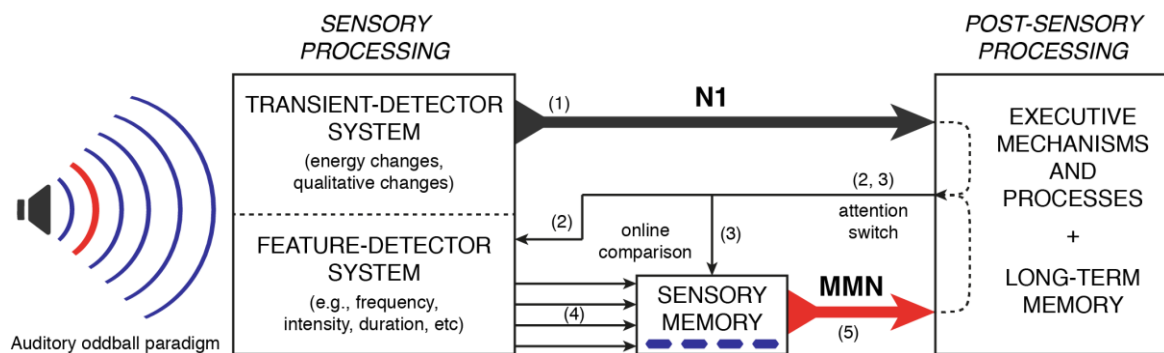 SENSORY
PROCESSING
POST-SENSORY
PROCESSING
TRANSIENT-DETECTOR
SYSTEM
(energy changes,
qualitative changes)
(1)
N1
EXECUTIVE
MECHANISMS
AND
PROCESSES
+
LONG-TERM
MEMORY
(2, 3)
attention
switch
(2)
online
comparison
(3)
FEATURE-DETECTOR
SYSTEM
(e.g., frequency,
intensity, duration, etc)
(4)
SENSORY
MEMORY
MMN
(5)
Auditory oddball paradigm